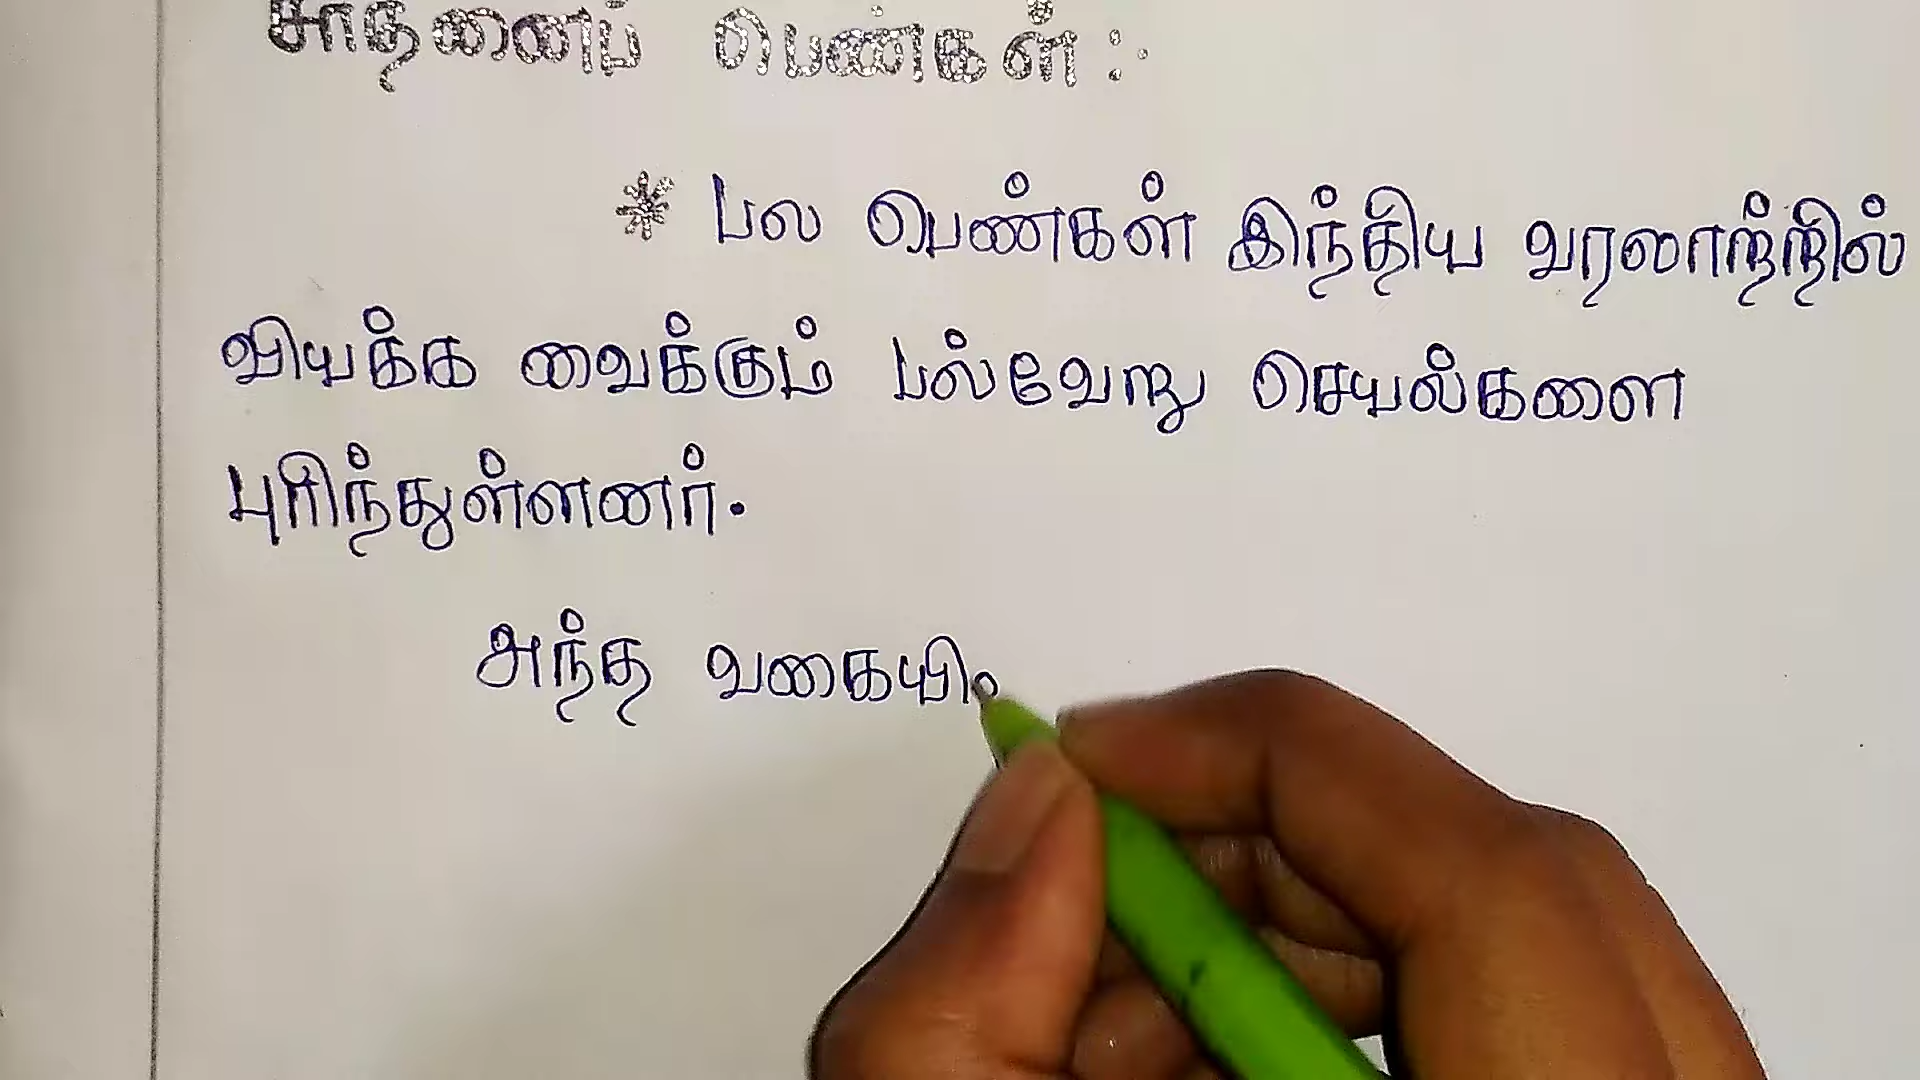 சாதனைப் பெண்கள்:-
* பல பெண்கள் இந்திய வரலாற்றில்
வியக்க வைக்கும் பல்வேறு செயல்களை
புரிந்துள்ளனர்.
அந்த வகையி